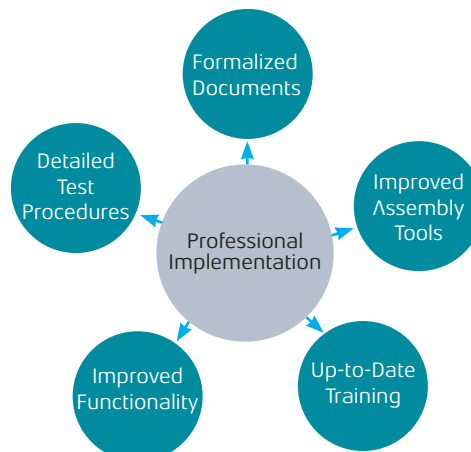 Formalized
Documents
Detailed
Test
Procedures
Improved
Assembly
Tools
Professional
Implementation
Improved
Functionality
Up-to-Date
Training